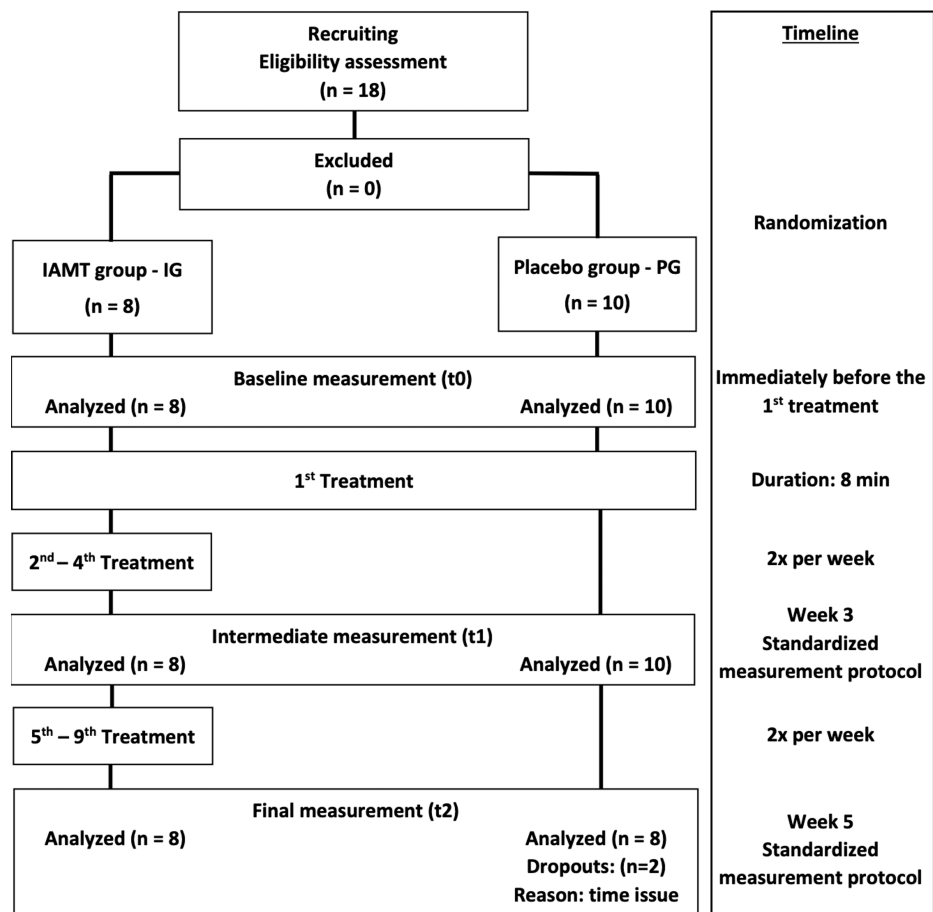 Recruiting
Eligibility assessment
(n = 18)
Excluded
(n = 0)
IAMT group - IG
(n = 8)
Placebo group - PG
(n = 10)
Baseline measurement (t0)
Analyzed (n = 8) Analyzed (n = 10)
1st Treatment
2nd – 4th Treatment
Intermediate measurement (t1)
Analyzed (n = 8) Analyzed (n = 10)
5th – 9th Treatment
Final measurement (t2)
Analyzed (n = 8) Analyzed (n = 8)
Dropouts: (n=2)
Reason: time issue
Timeline
Randomization
Immediately before the
1st treatment
Duration: 8 min
2x per week
Week 3
Standardized
measurement protocol
2x per week
Week 5
Standardized
measurement protocol